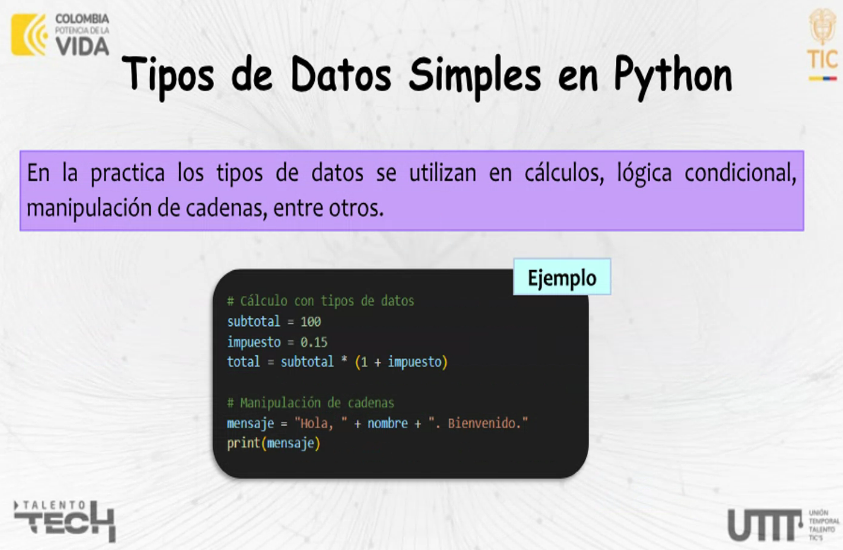 COLOMBIA
POTENCIA DE LA
VIDA
TIC
Tipos de Datos Simples en Python
En la practica los tipos de datos se utilizan en cálculos, lógica condicional,
manipulación de cadenas, entre otros.
Ejemplo
# Cálculo con tipos de datos
subtotal = 100
impuesto = 0.15
total = subtotal * (1 + impuesto)
# Manipulación de cadenas
mensaje = "Hola, " + nombre + ". Bienvenido."
print(mensaje)
TALENTO
TECH
UTTT
UNIÓN
TEMPORAL
TALENTO
TIC'S